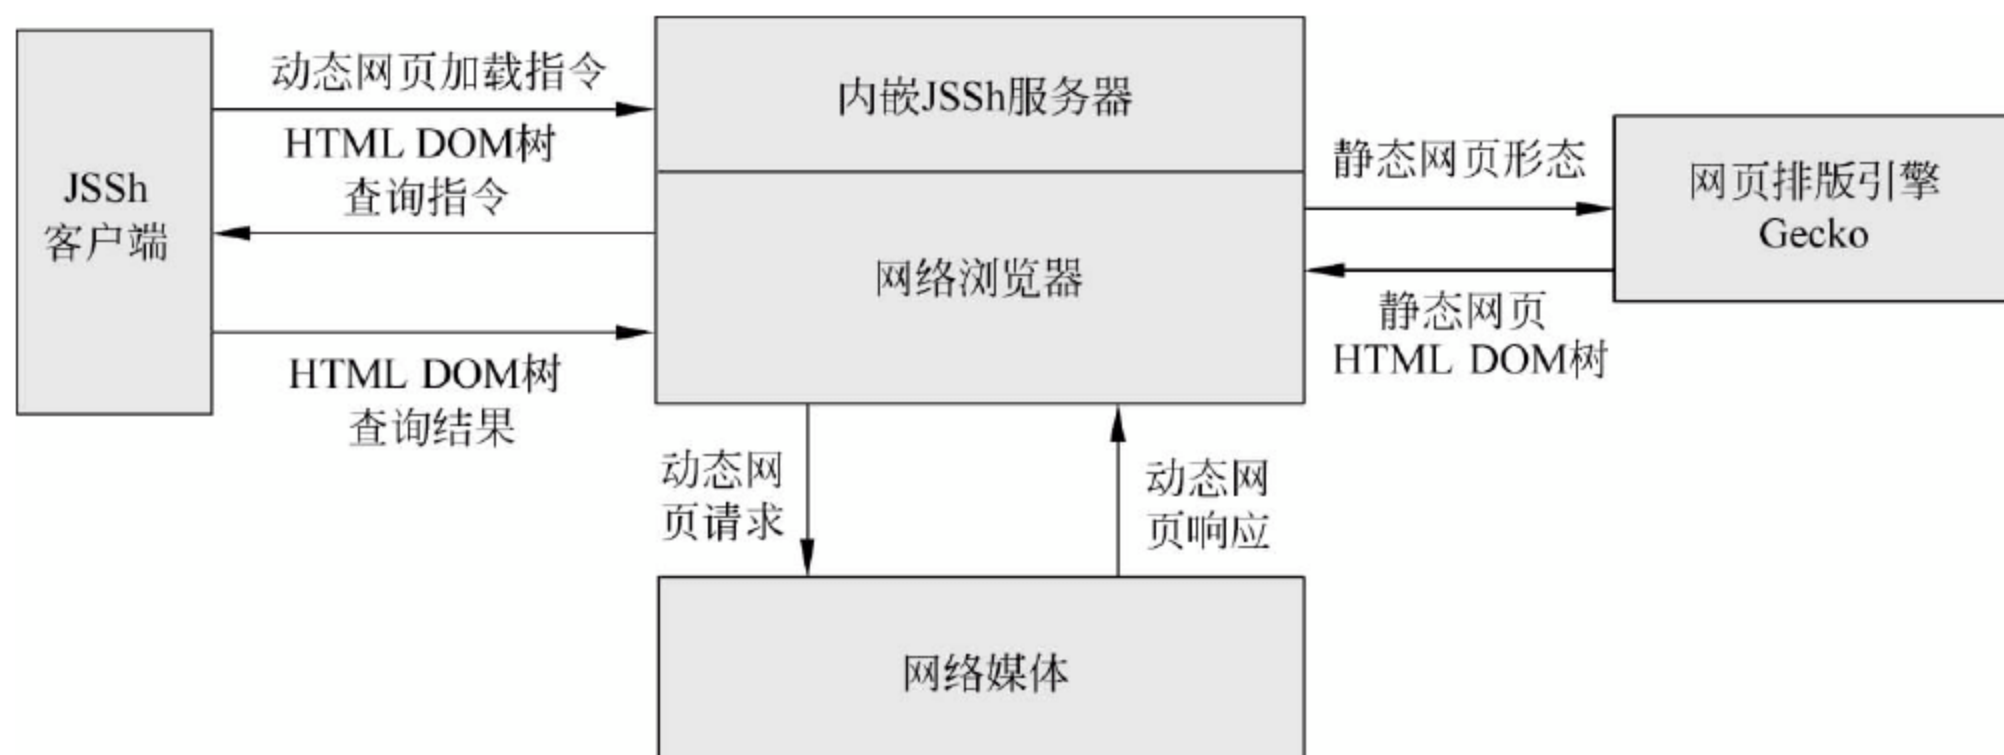 动态网页加载指令
HTML DOM树
查询指令
JSSh
客户端
HTML DOM树
查询结果
内嵌JSSh服务器
网络浏览器
静态网页形态
网页排版引擎
Gecko
静态网页
HTML DOM树
动态网
页请求
动态网
页响应
网络媒体